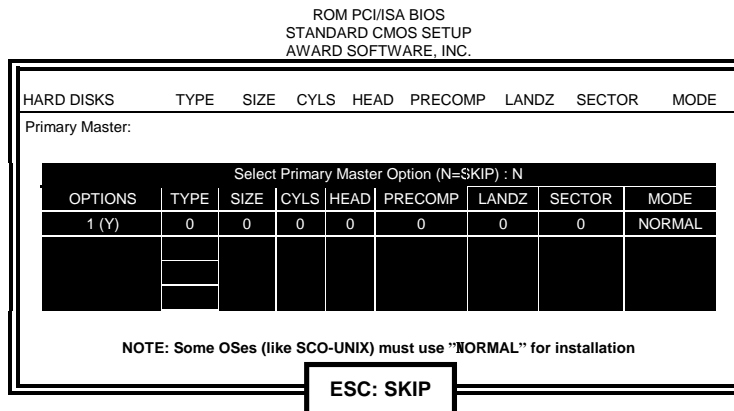 ROM PCI/ISA BIOS
STANDARD CMOS SETUP
AWARD SOFTWARE, INC.
HARD DISKS TYPE SIZE CYLS HEAD PRECOMP LANDZ SECTOR MODE
Primary Master:
Select Primary Master Option (N=SKIP) : N
OPTIONS TYPE SIZE CYLS HEAD PRECOMP LANDZ SECTOR MODE
1 (Y) 0 0 0 0 0 0 0 NORMAL
NOTE: Some OSes (like SCO-UNIX) must use ”NORMAL” for installation
ESC: SKIP